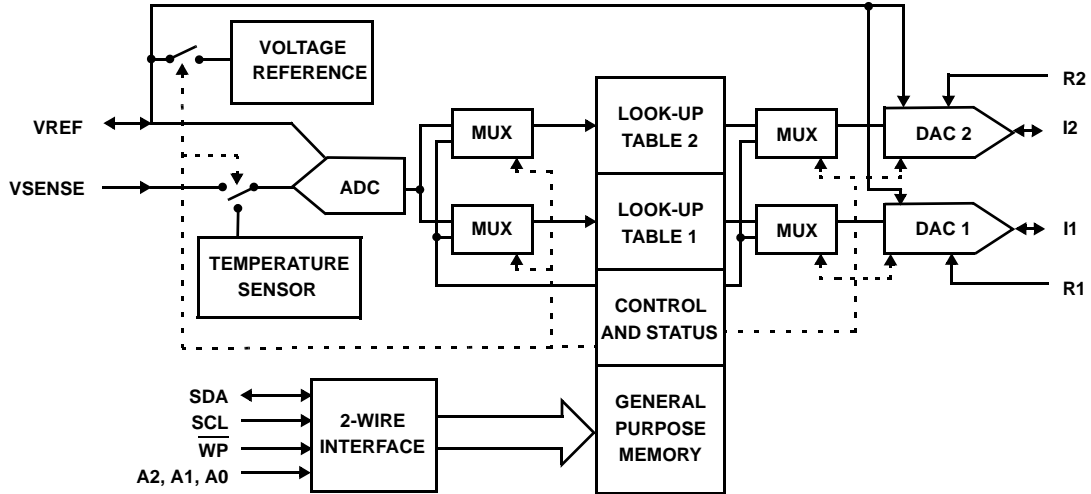 VOLTAGE
REFERENCE
R2
LOOK-UP
TABLE 2
MUX
MUX
DAC 2
VREF
I2
ADC
VSENSE
LOOK-UP
TABLE 1
MUX
MUX
DAC 1
I1
TEMPERATURE
SENSOR
R1
CONTROL
AND STATUS
SDA
SCL
WP
A2, A1, A0
2-WIRE
INTERFACE
GENERAL
PURPOSE
MEMORY